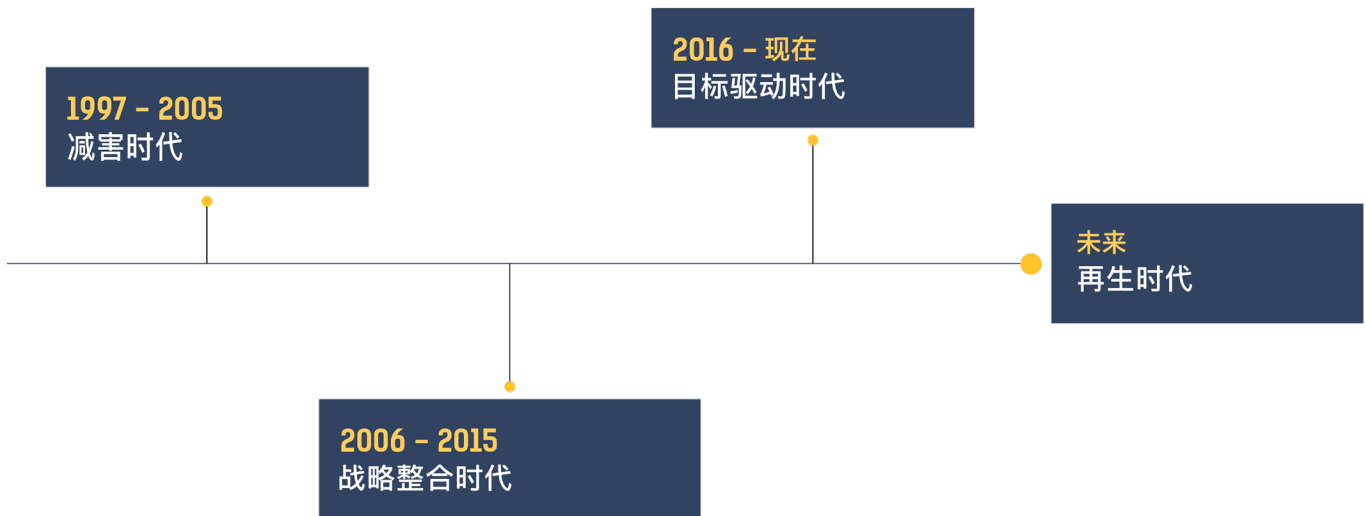 1997 – 2005
减害时代
2006 – 2015
战略整合时代
2016 – 现在
目标驱动时代
未来
再生时代